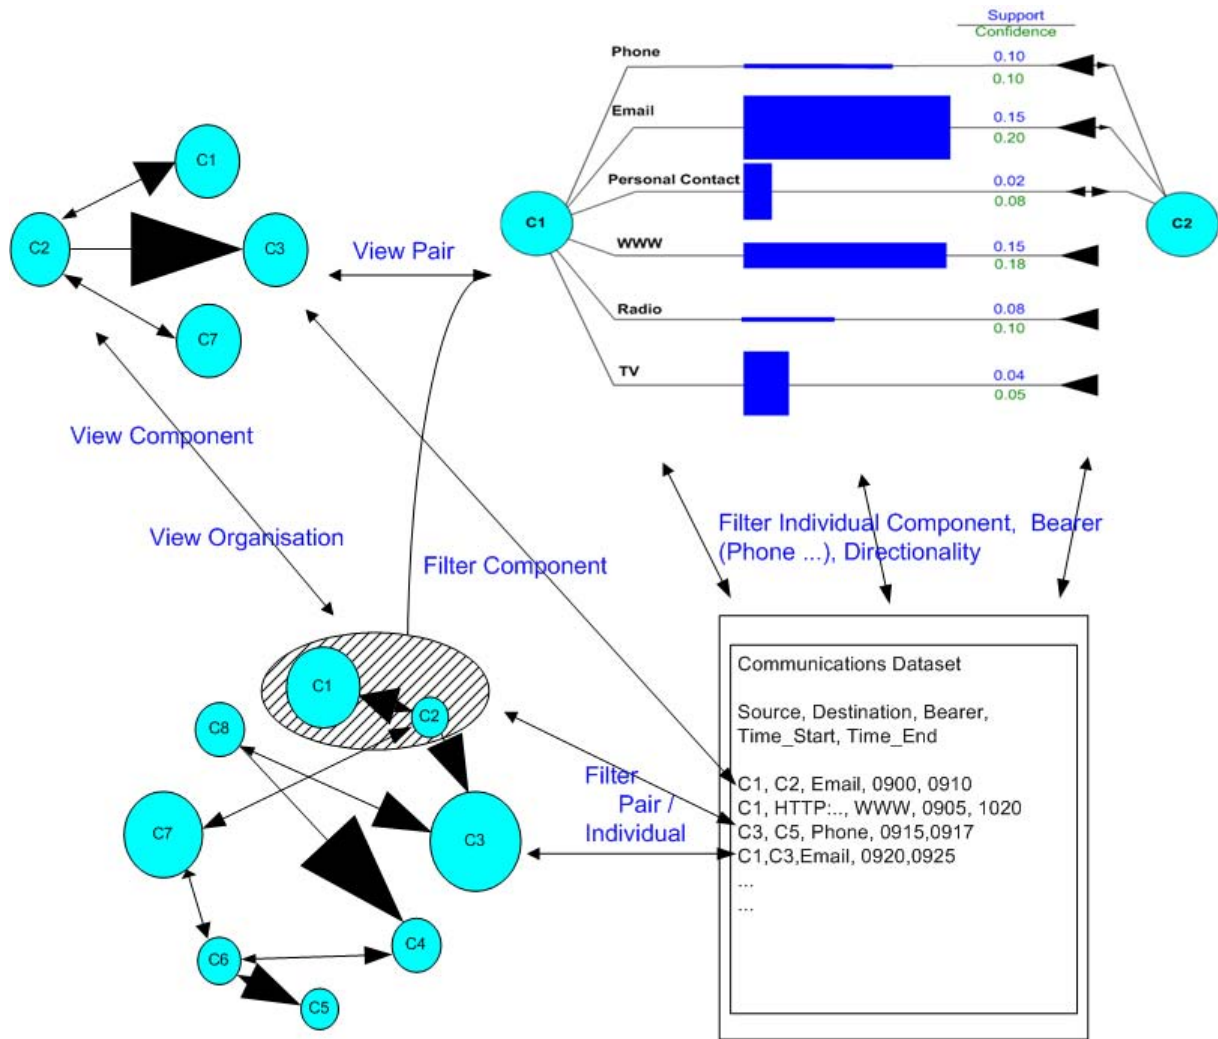 Support
Confidence
Phone
0.10
0.10
Email
0.15
0.20
Personal Contact
0.02
0.08
C1
C2
WWW
0.15
0.18
Radio
0.08
0.10
TV
0.04
0.05
C1
C2
C3
C7
View Pair
View Component
View Organisation
Filter Component
Filter Individual Component, Bearer
(Phone ...), Directionality
C1
C2
C8
C7
C3
C4
C6
C5
Filter
Pair /
Individual
Communications Dataset
Source, Destination, Bearer,
Time_Start, Time_End
C1, C2, Email, 0900, 0910
C1, HTTP:..., WWW, 0905, 1020
C3, C5, Phone, 0915,0917
C1,C3,Email, 0920,0925
...
...